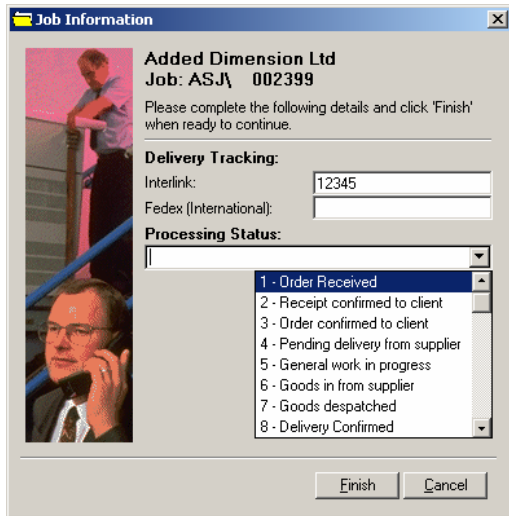 Job Information
Added Dimension Ltd
Job: ASJ\ 002399
Please complete the following details and click 'Finish'
when ready to continue.
Delivery Tracking:
Interlink: 12345
Fedex (International):
Processing Status:
1 - Order Received
2 - Receipt confirmed to client
3 - Order confirmed to client
4 - Pending delivery from supplier
5 - General work in progress
6 - Goods in from supplier
7 - Goods despatched
8 - Delivery Confirmed
Finish Cancel